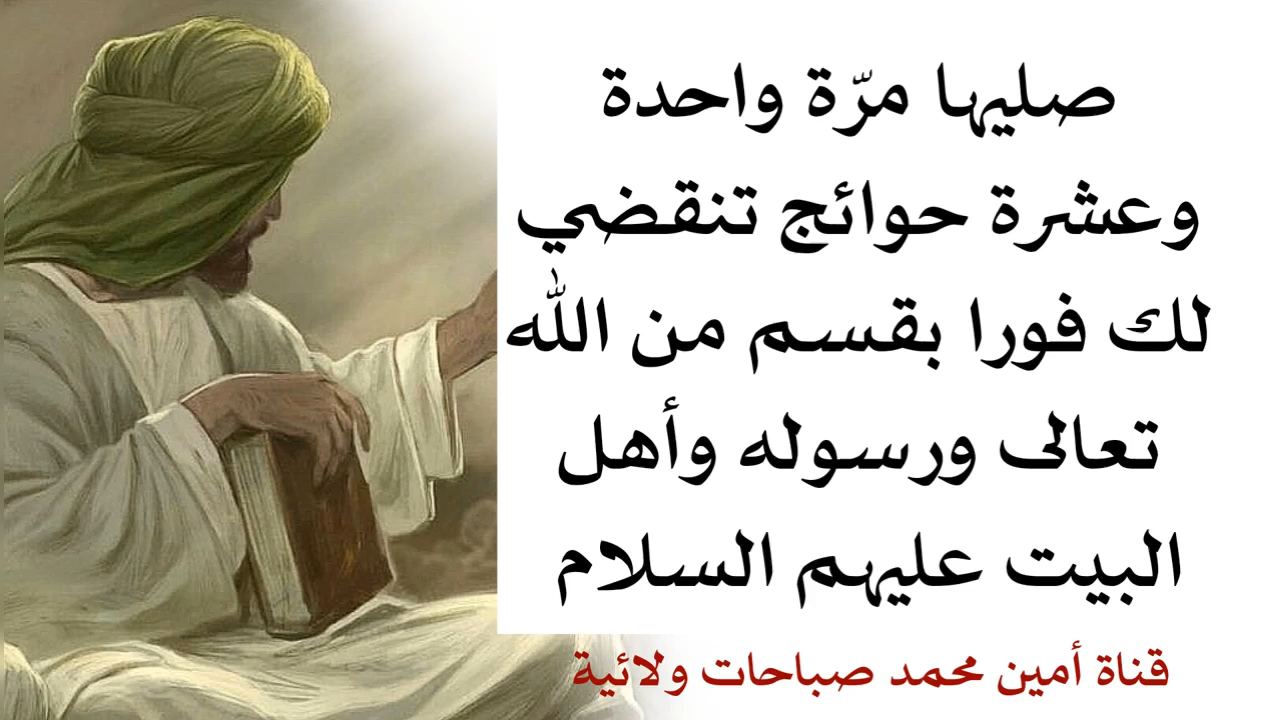 صليها مرّة واحدة
وعشرة حوائج تنقضي
لك فورا بقسم من الله
تعالى ورسوله وأهل
البيت عليهم السلام
قناة أمين محمد صباحات ولائية